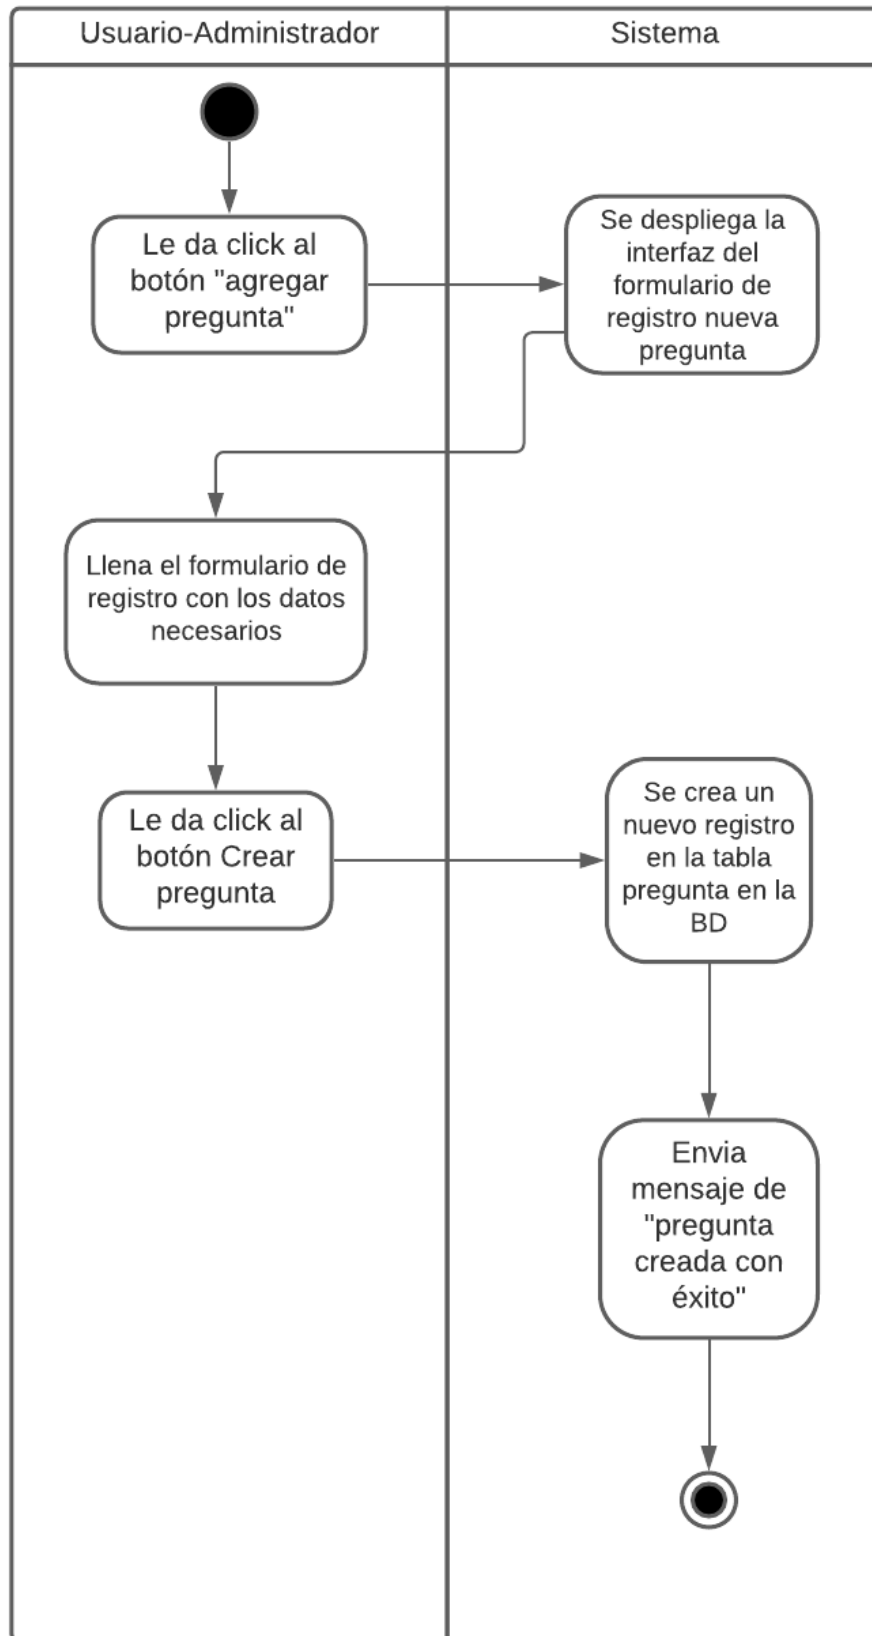 Usuario-Administrador
Sistema
Le da click al
botón "agregar
pregunta"
Se despliega la
interfaz del
formulario de
registro nueva
pregunta
Llena el formulario de
registro con los datos
necesarios
Le da click al
botón Crear
pregunta
Se crea un
nuevo registro
en la tabla
pregunta en la
BD
Envia
mensaje de
"pregunta
creada con
éxito"